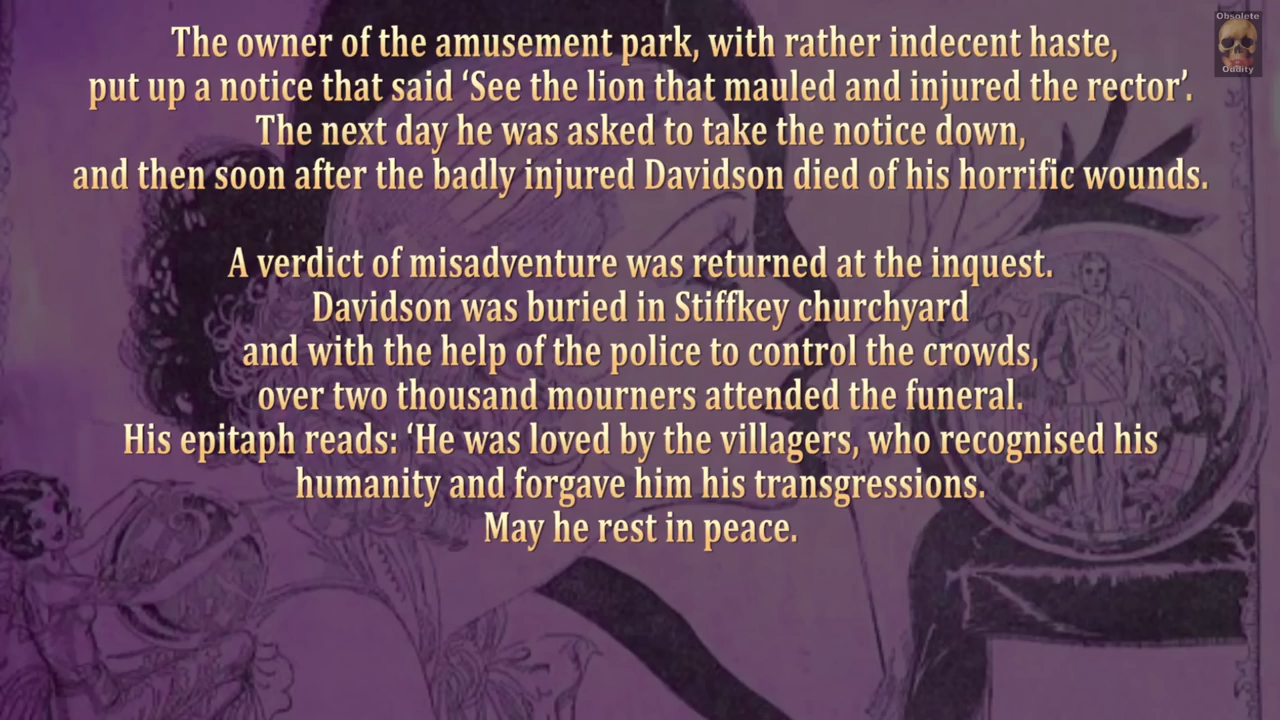 Obsolete
Oddity
The owner of the amusement park, with rather indecent haste,
put up a notice that said ‘See the lion that mauled and injured the rector’.
The next day he was asked to take the notice down,
and then soon after the badly injured Davidson died of his horrific wounds.
A verdict of misadventure was returned at the inquest.
Davidson was buried in Stiffkey churchyard
and with the help of the police to control the crowds,
over two thousand mourners attended the funeral.
His epitaph reads: ‘He was loved by the villagers, who recognised his
humanity and forgave him his transgressions.
May he rest in peace.